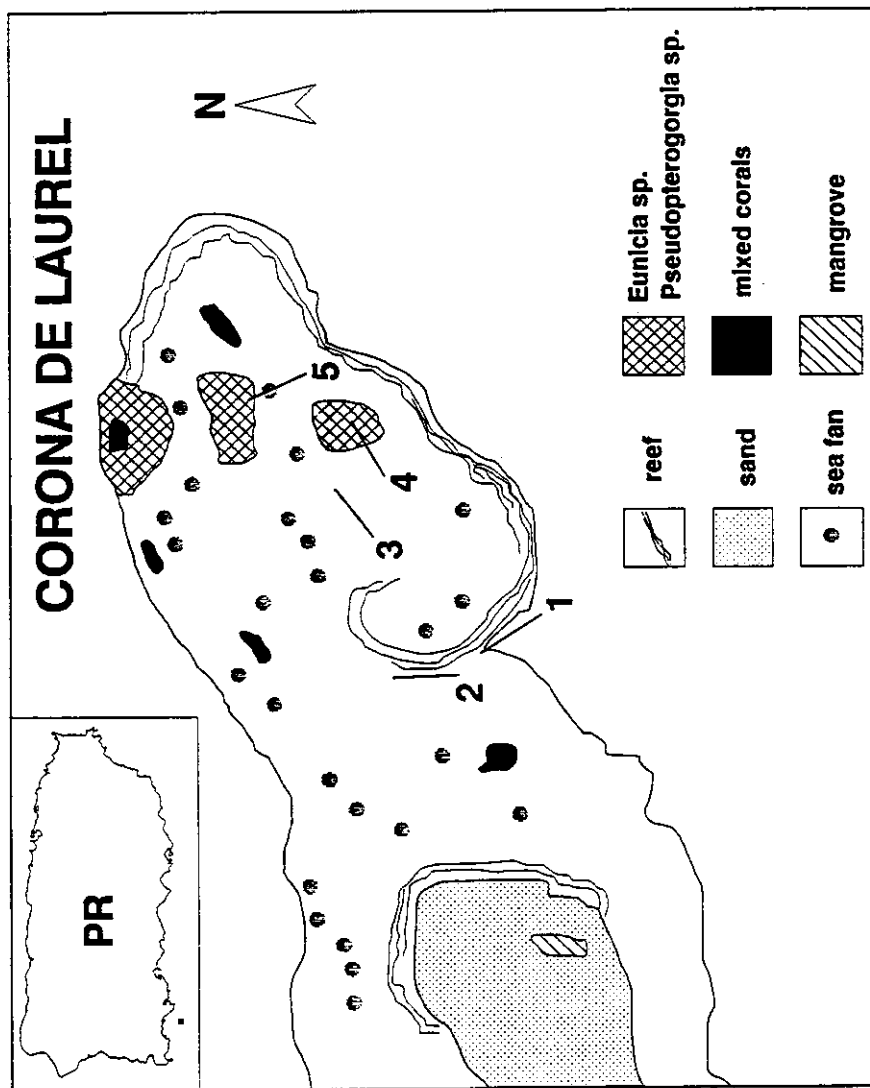 CORONA DE LAUREL
PR
N
5
4
3
2
1
reef
Eunicia sp.
Pseudopterogorgia sp.
sand
mixed corals
sea fan
mangrove